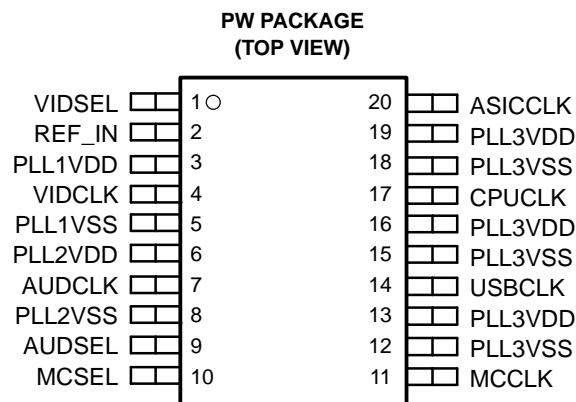 PW PACKAGE
(TOP VIEW)
VIDSEL 1 20 ASICCLK
REF_IN 2 19 PLL3VDD
PLL1VDD 3 18 PLL3VSS
VIDCLK 4 17 CPUCLK
PLL1VSS 5 16 PLL3VDD
PLL2VDD 6 15 PLL3VSS
AUDCLK 7 14 USBCLK
PLL2VSS 8 13 PLL3VDD
AUDSEL 9 12 PLL3VSS
MCSEL 10 11 MCCLK